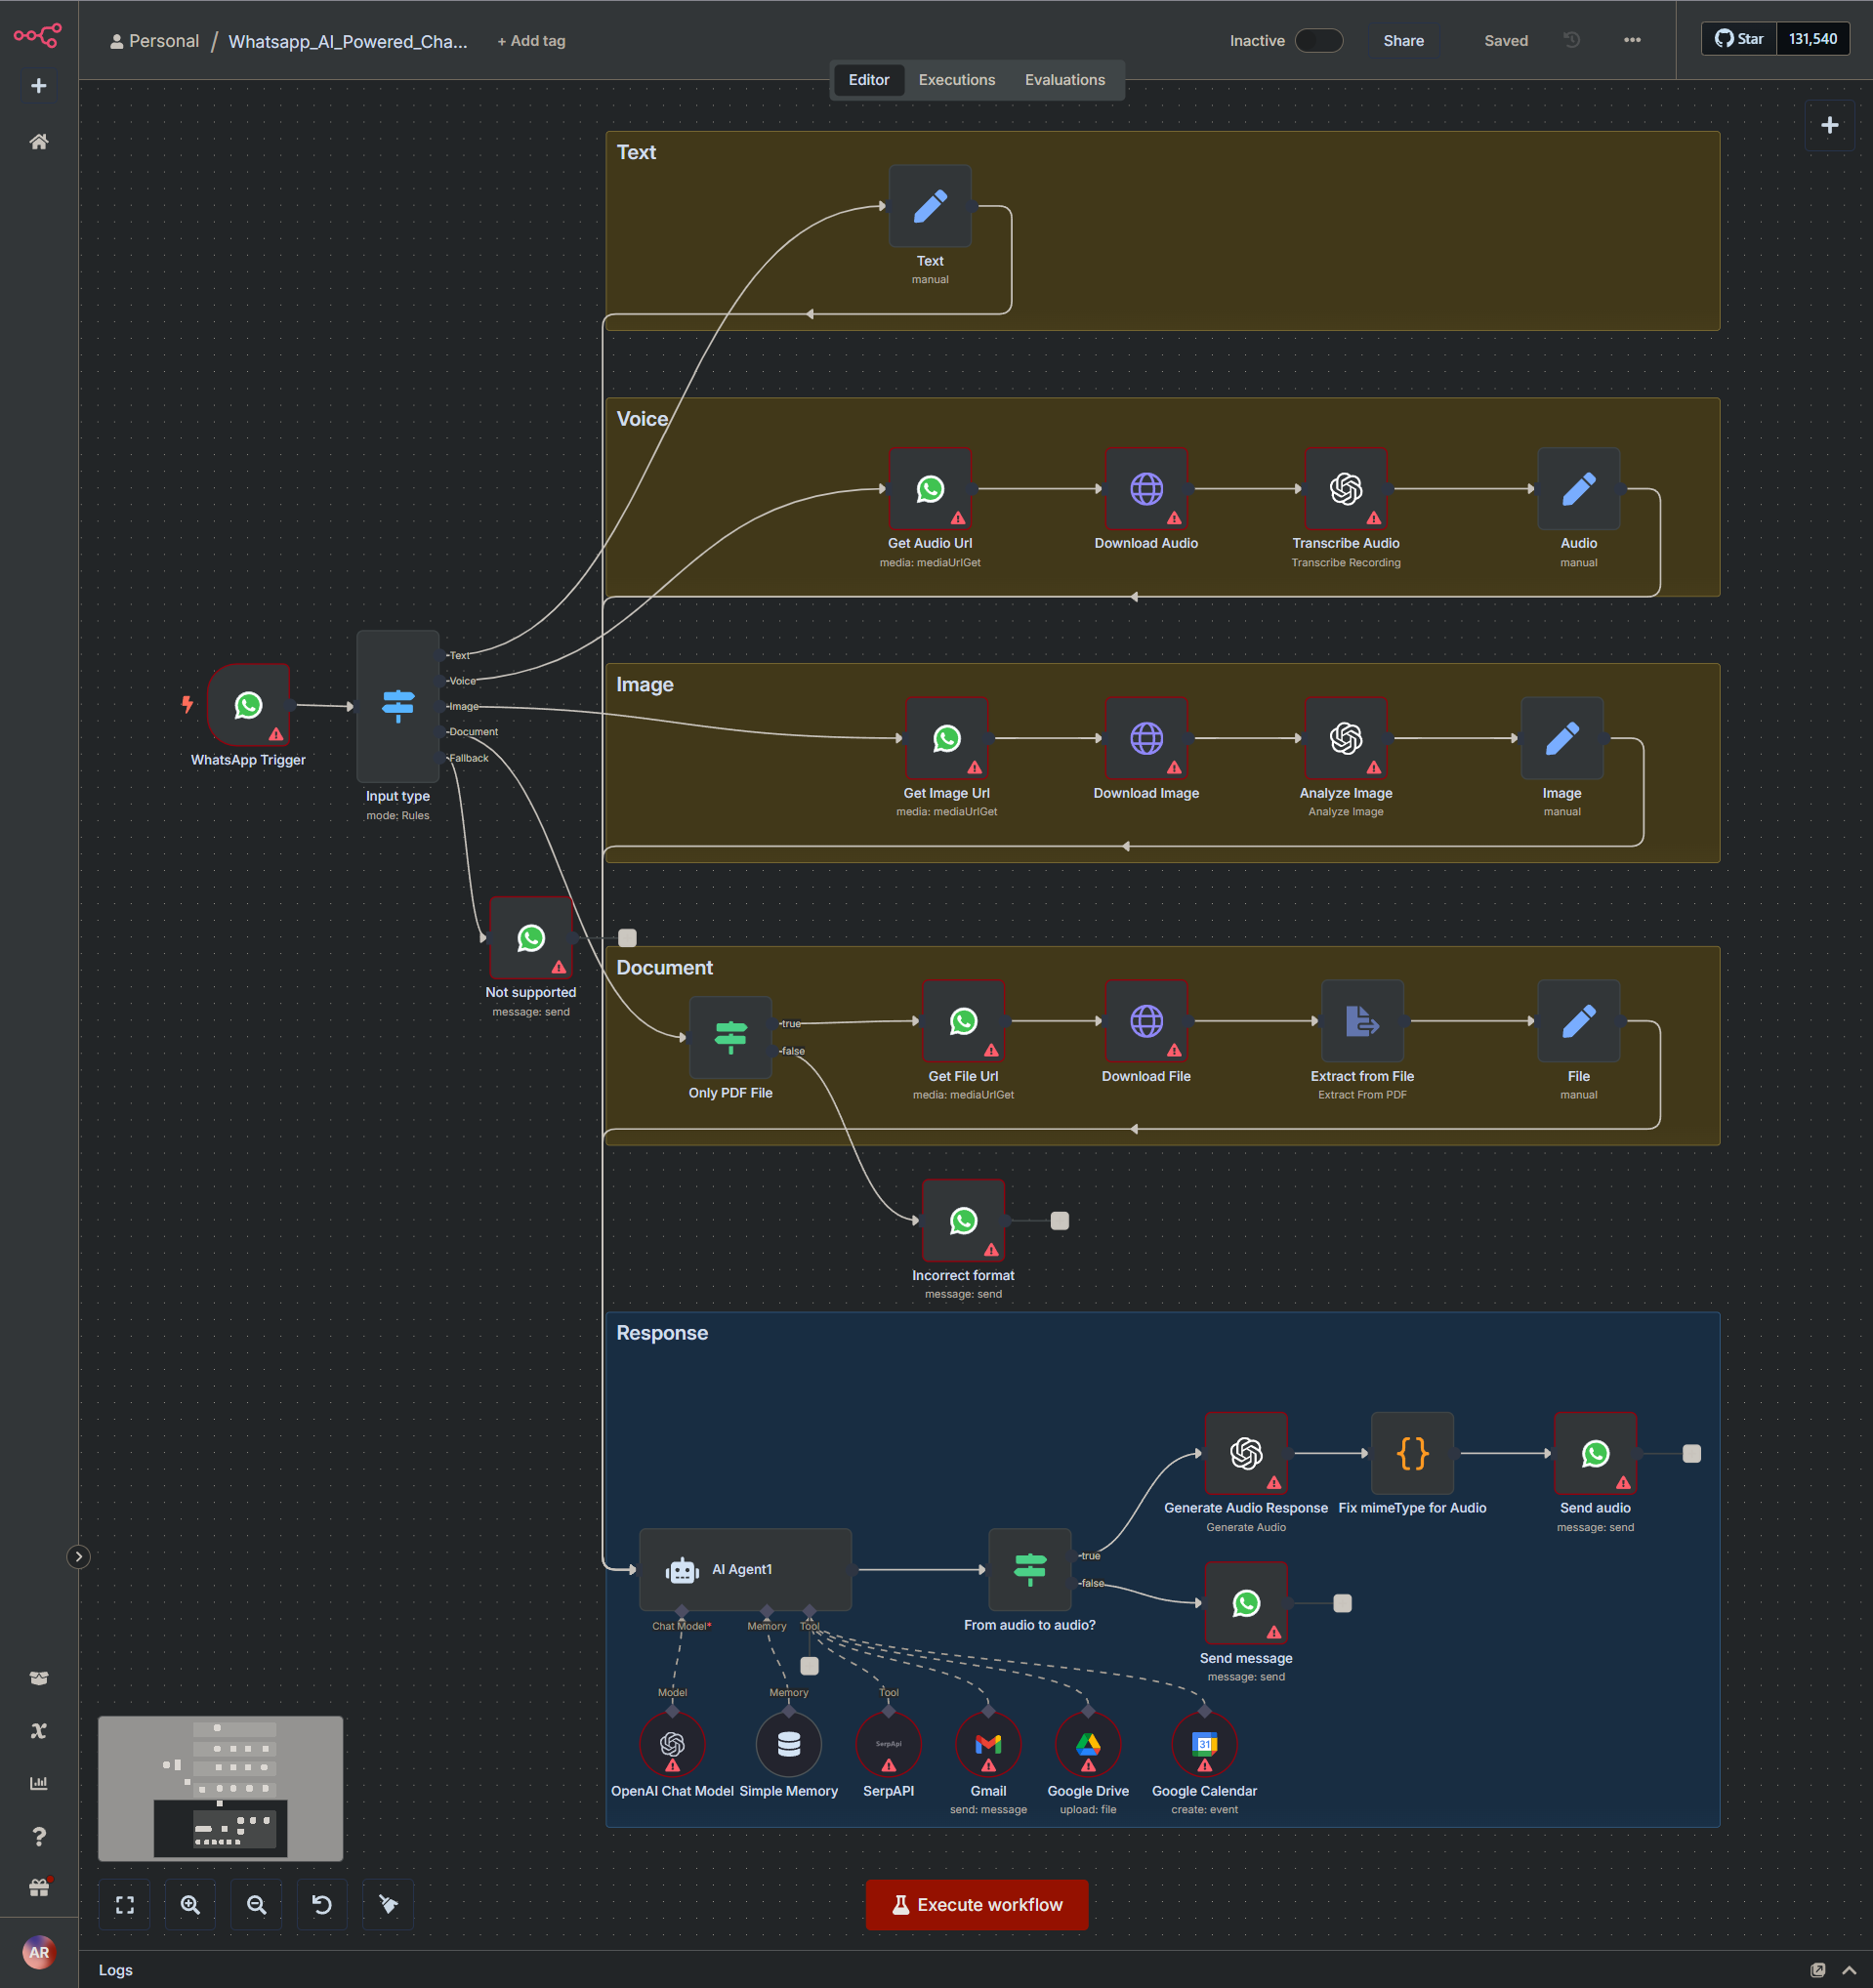 Personal / Whatsapp_AI_Powered_Cha... + Add tag
Inactive Share Saved Star 131,540
Editor Executions Evaluations
Text
Text
manual
Voice
Get Audio Url
media: mediaUrlGet
Download Audio
Transcribe Audio
Transcribe Recording
Audio
manual
WhatsApp Trigger
Text
Voice
Image
Document
Fallback
Input type
mode: Rules
Image
Get Image Url
media: mediaUrlGet
Download Image
Analyze Image
Analyze Image
Image
manual
Not supported
message: send
Document
true
false
Only PDF File
Get File Url
media: mediaUrlGet
Download File
Extract from File
Extract From PDF
File
manual
Incorrect format
message: send
Response
Generate Audio Response
Generate Audio
Fix mimeType for Audio
Send audio
message: send
AI Agent1
Chat Model*
Memory
Tool
true
false
From audio to audio?
Send message
message: send
Model
Memory
Tool
SerpApi
31
OpenAI Chat Model
Simple Memory
SerpAPI
Gmail
send: message
Google Drive
upload: file
Google Calendar
create: event
Execute workflow
AR
Logs